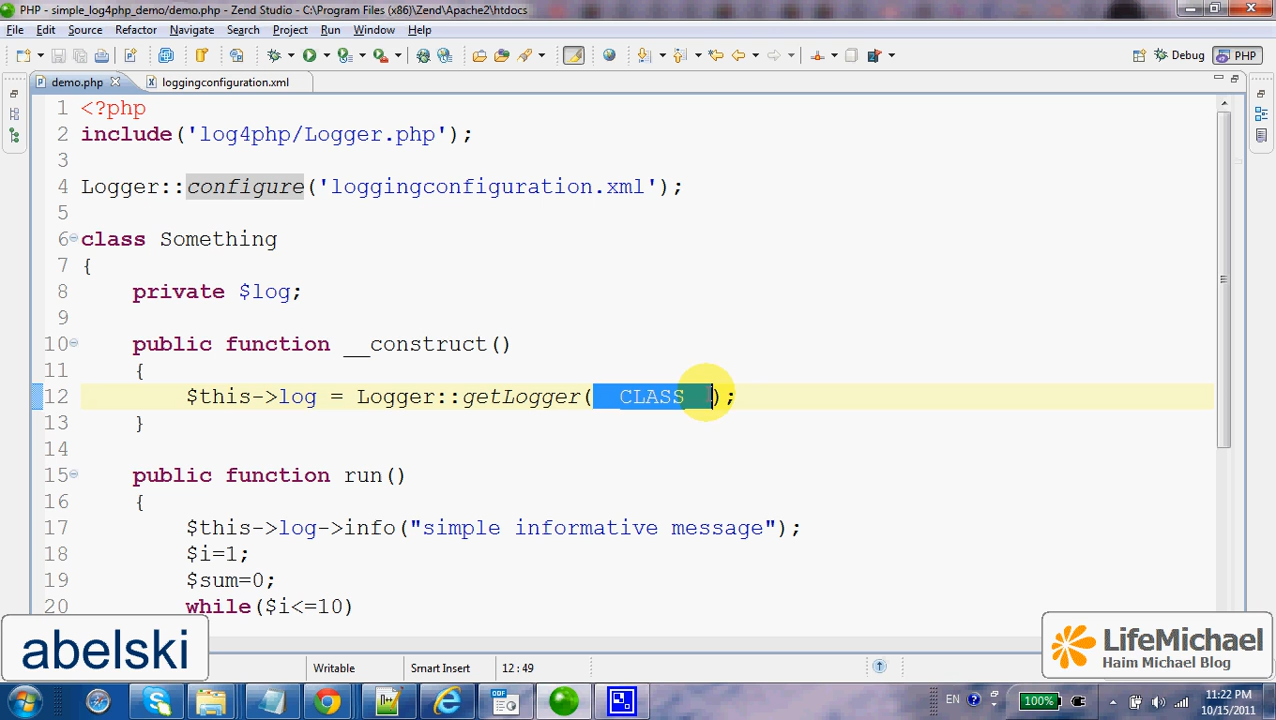 PHP - simple_log4php_demo/demo.php - Zend Studio - C:\Program Files (x86)\Zend\Apache2\htdocs
File Edit Source Refactor Navigate Search Project Run Window Help
Debug PHP
demo.php loggingconfiguration.xml
1 <?php
2 include('log4php/Logger.php');
3
4 Logger::configure('loggingconfiguration.xml');
5
6 class Something
7 {
8 private $log;
9
10 public function __construct()
11 {
12 $this->log = Logger::getLogger(__CLASS__);
13 }
14
15 public function run()
16 {
17 $this->log->info("simple informative message");
18 $i=1;
19 $sum=0;
20 while($i<=10)
abelski
LifeMichael
Haim Michael Blog
Writable Smart Insert 12 : 49
EN 100% 11:22 PM
10/15/2011